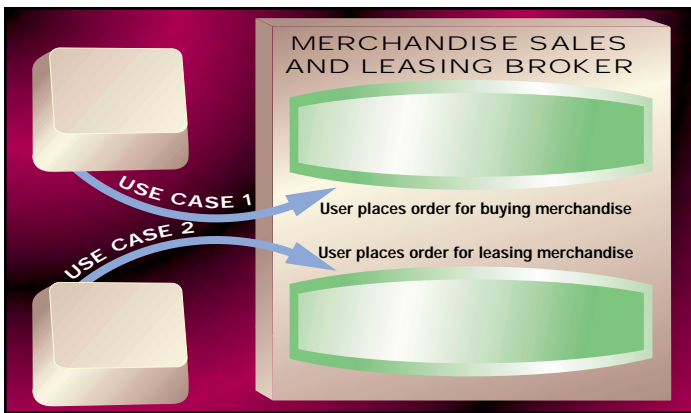 MERCHANDISE SALES
AND LEASING BROKER
USE CASE 1
User places order for buying merchandise
USE CASE 2
User places order for leasing merchandise